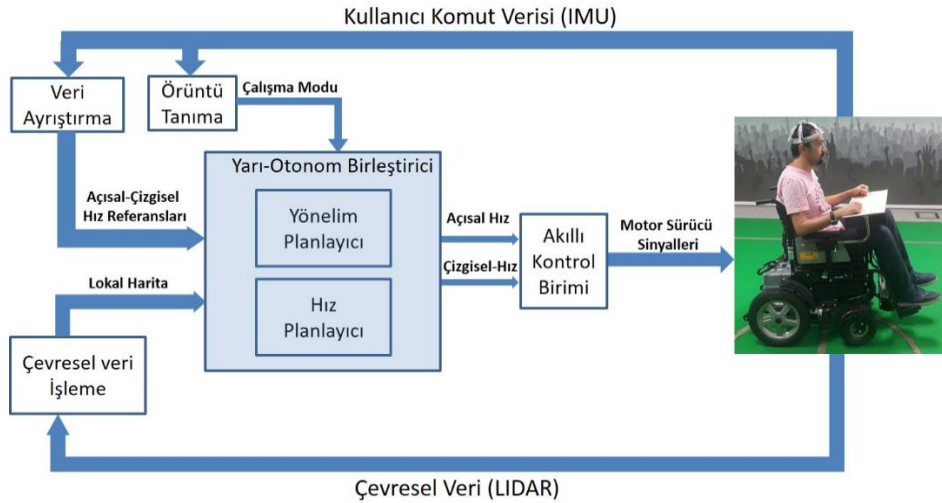 Kullanıcı Komut Verisi (IMU)
Veri
Ayrıştırma
Örüntü
Tanıma
Çalışma Modu
Yarı-Otonom Birleştirici
Açısal-Çizgisel
Hız Referansları
Yönelim
Planlayıcı
Açısal Hız
Akıllı
Kontrol
Birimi
Motor Sürücü
Sinyalleri
Çizgisel-Hız
Lokal Harita
Hız
Planlayıcı
Çevresel veri
İşleme
Çevresel Veri (LIDAR)